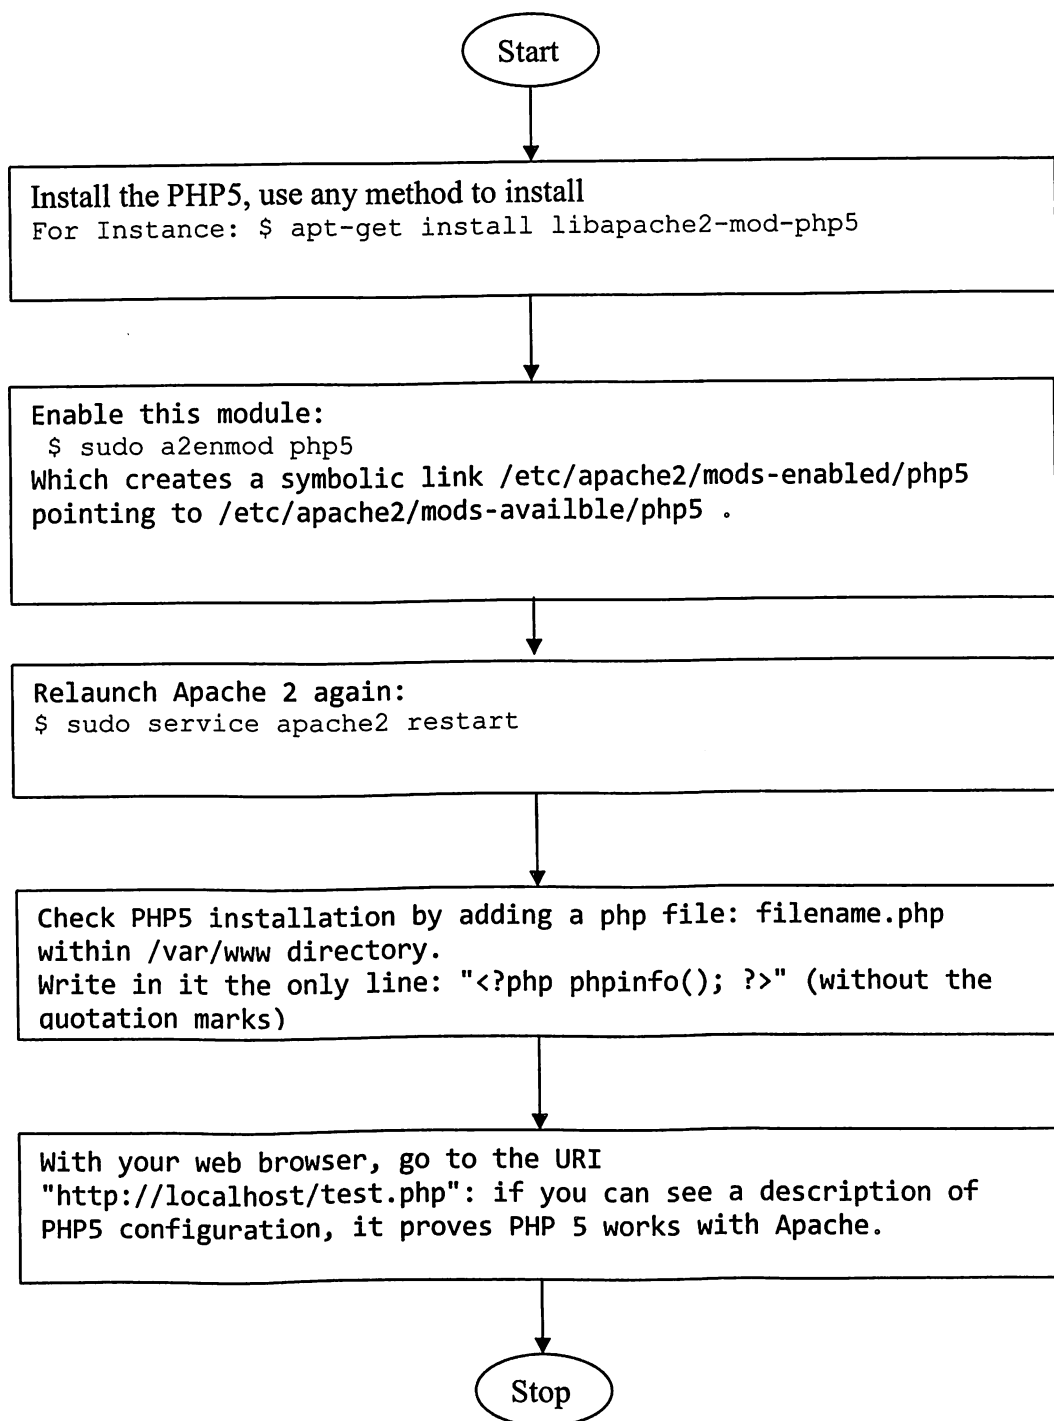 Start
Install the PHP5, use any method to install
For Instance: $ apt-get install libapache2-mod-php5
Enable this module:
$ sudo a2enmod php5
Which creates a symbolic link /etc/apache2/mods-enabled/php5
pointing to /etc/apache2/mods-availble/php5 .
Relaunch Apache 2 again:
$ sudo service apache2 restart
Check PHP5 installation by adding a php file: filename.php
within /var/www directory.
Write in it the only line: "<?php phpinfo(); ?>" (without the
quotation marks)
With your web browser, go to the URI
"http://localhost/test.php": if you can see a description of
PHP5 configuration, it proves PHP 5 works with Apache.
Stop